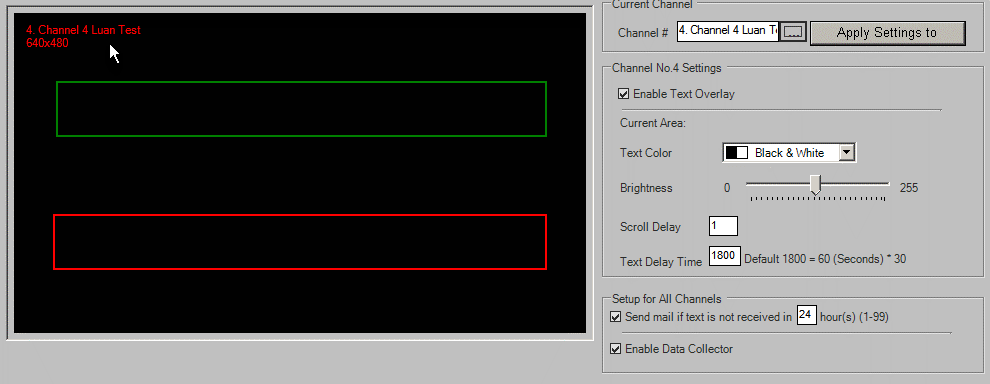 4. Channel 4 Luan Test
640x480
Current Channel
Channel #
4. Channel 4 Luan Te
Apply Settings to
Channel No.4 Settings
Enable Text Overlay
Current Area:
Text Color
Black & White
Brightness
0
255
Scroll Delay
1
Text Delay Time
1800
Default 1800 = 60 (Seconds) * 30
Setup for All Channels
Send mail if text is not received in 24 hour(s) (1-99)
Enable Data Collector